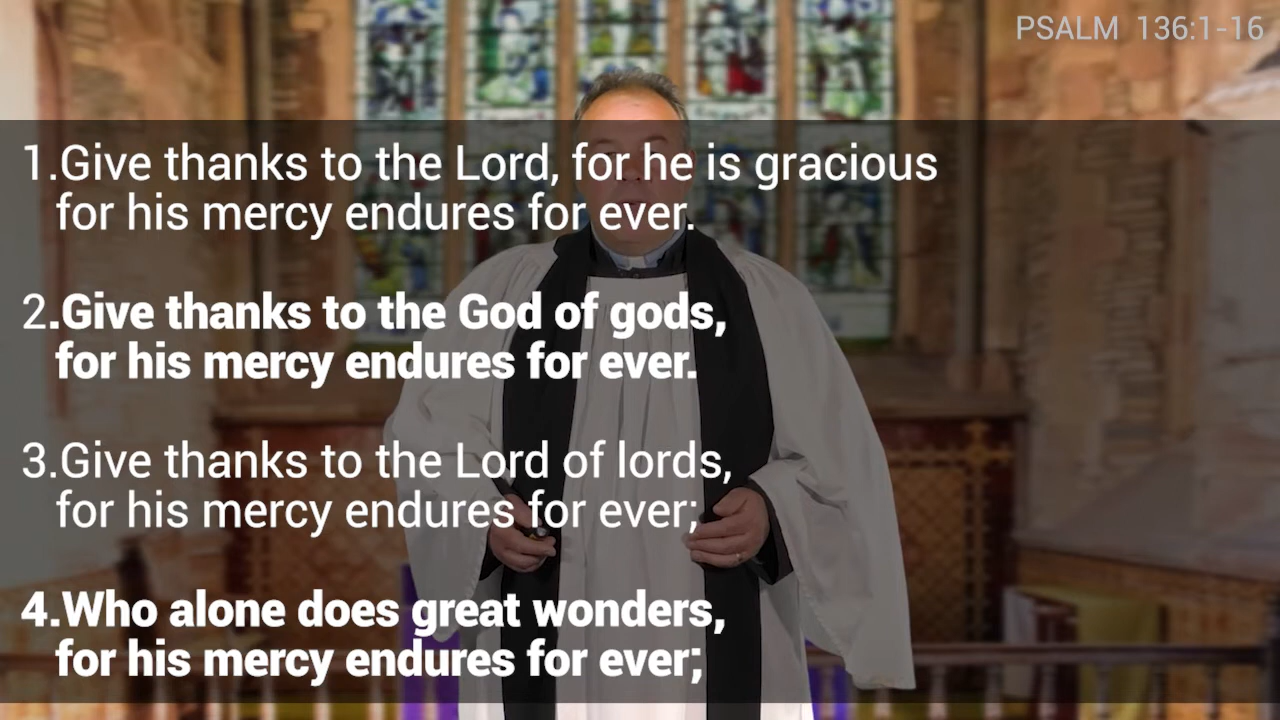 PSALM 136:1-16
1.Give thanks to the Lord, for he is gracious
for his mercy endures for ever.
2.Give thanks to the God of gods,
for his mercy endures for ever.
3.Give thanks to the Lord of lords,
for his mercy endures for ever;
4.Who alone does great wonders,
for his mercy endures for ever;